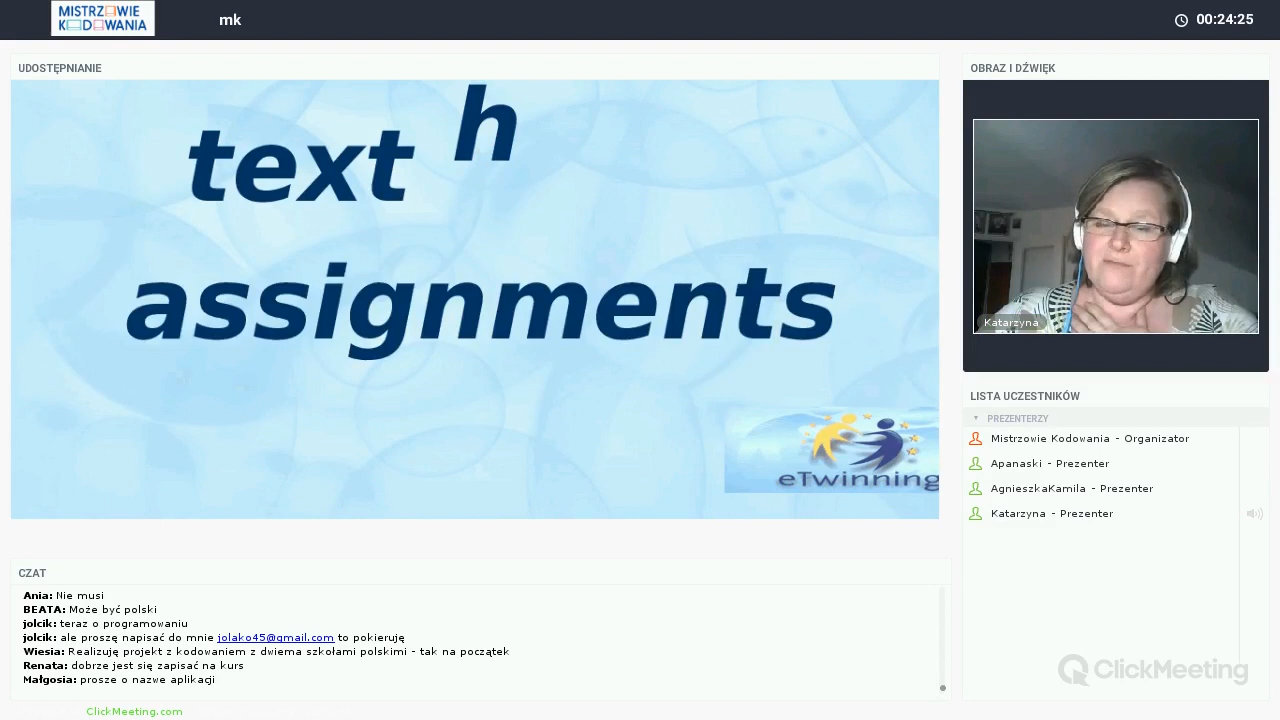 MISTRZOWIE
KODOWANIA
mk
00:24:25
UDOSTĘPNIANIE
text h
assignments
eTwinning
OBRAZ I DŹWIĘK
Katarzyna
LISTA UCZESTNIKÓW
PREZENTERZY
Mistrzowie Kodowania - Organizator
Apanaski - Prezenter
AgnieszkaKamila - Prezenter
Katarzyna - Prezenter
ClickMeeting
CZAT
Ania: Nie musi
BEATA: Może być polski
jolcik: teraz o programowaniu
jolcik: ale proszę napisać do mnie jolako45@gmail.com to pokieruję
Wiesia: Realizuję projekt z kodowaniem z dwiema szkołami polskimi - tak na początek
Renata: dobrze jest się zapisać na kurs
Małgosia: prosze o nazwe aplikacji
ClickMeeting.com